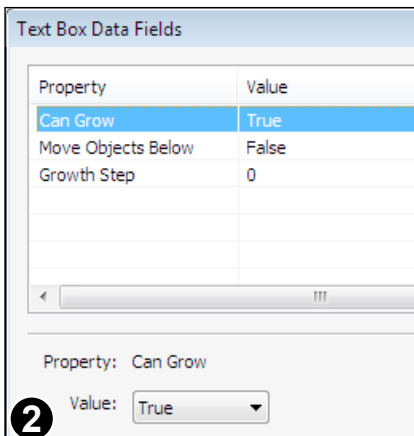 Text Box Data Fields
Property Value
Can Grow True
Move Objects Below False
Growth Step 0
Property: Can Grow
Value: True
2